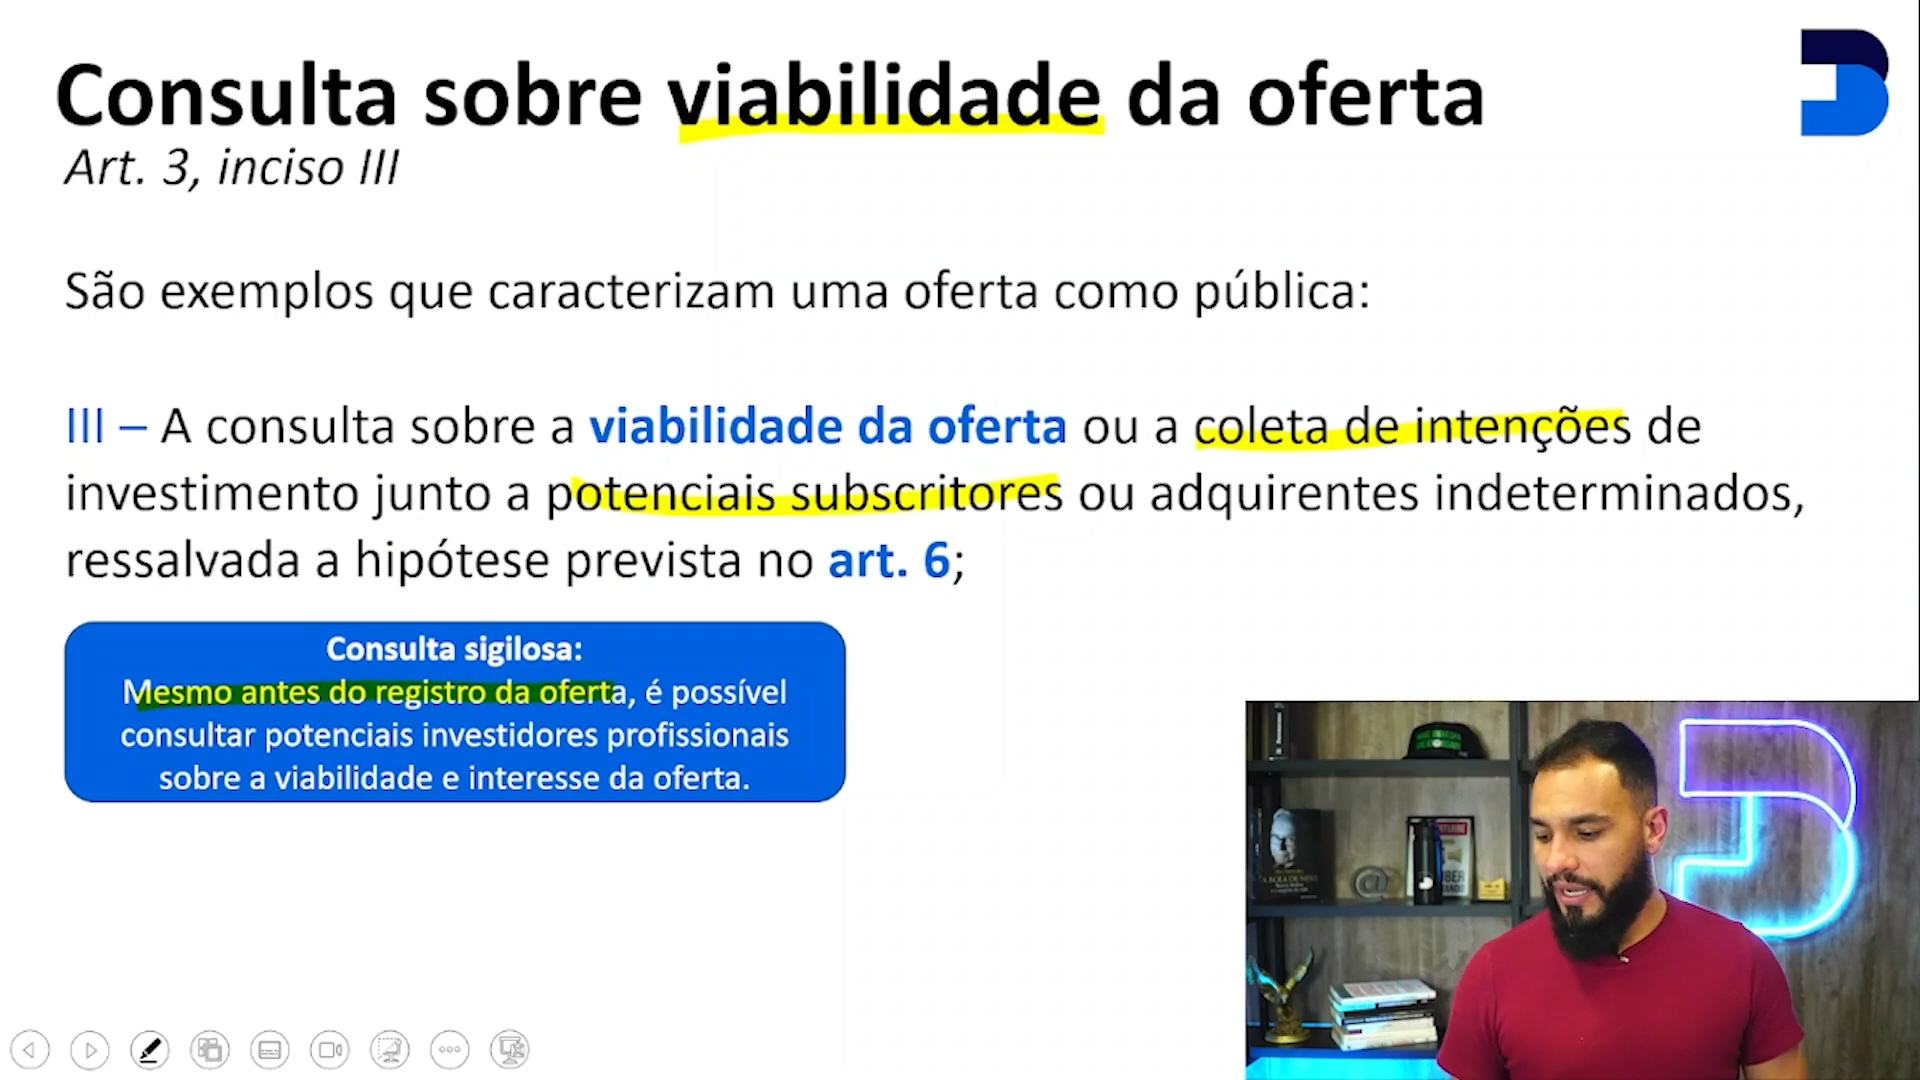 Consulta sobre viabilidade da oferta
Art. 3, inciso III
São exemplos que caracterizam uma oferta como pública:
III – A consulta sobre a viabilidade da oferta ou a coleta de intenções de
investimento junto a potenciais subscritores ou adquirentes indeterminados,
ressalvada a hipótese prevista no art. 6;
Consulta sigilosa:
Mesmo antes do registro da oferta, é possível
consultar potenciais investidores profissionais
sobre a viabilidade e interesse da oferta.
A BOLA DE NEVE